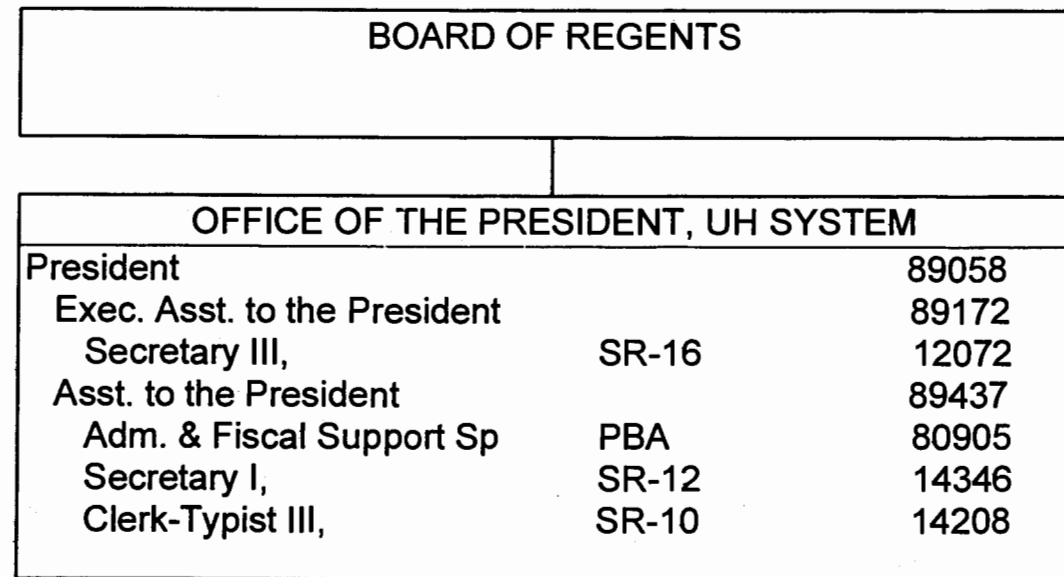 BOARD OF REGENTS
OFFICE OF THE PRESIDENT, UH SYSTEM
President 89058
Exec. Asst. to the President 89172
Secretary III, SR-16 12072
Asst. to the President 89437
Adm. & Fiscal Support Sp PBA 80905
Secretary I, SR-12 14346
Clerk-Typist III, SR-10 14208